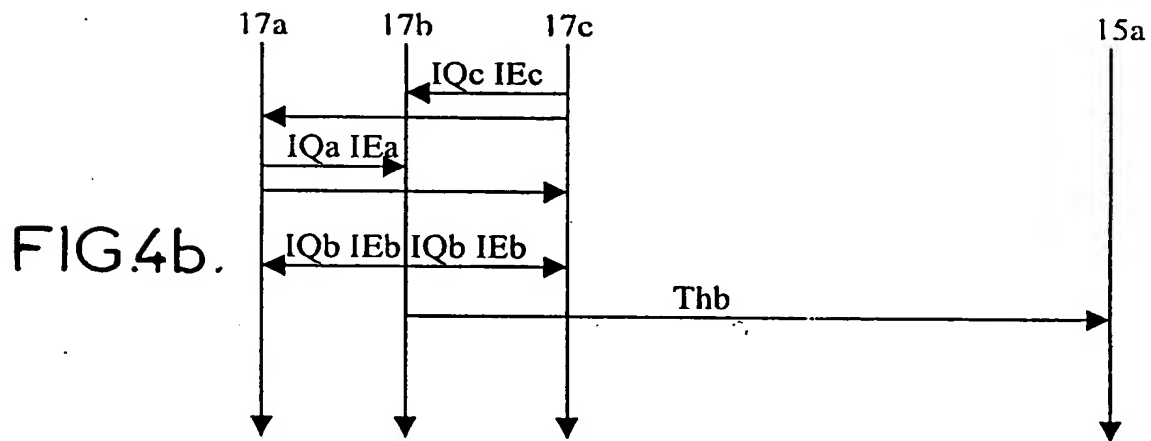 17a 17b 17c 15a
IQc IEc
IQa IEa
FIG.4b.
IQb IEb IQb IEb
Thb